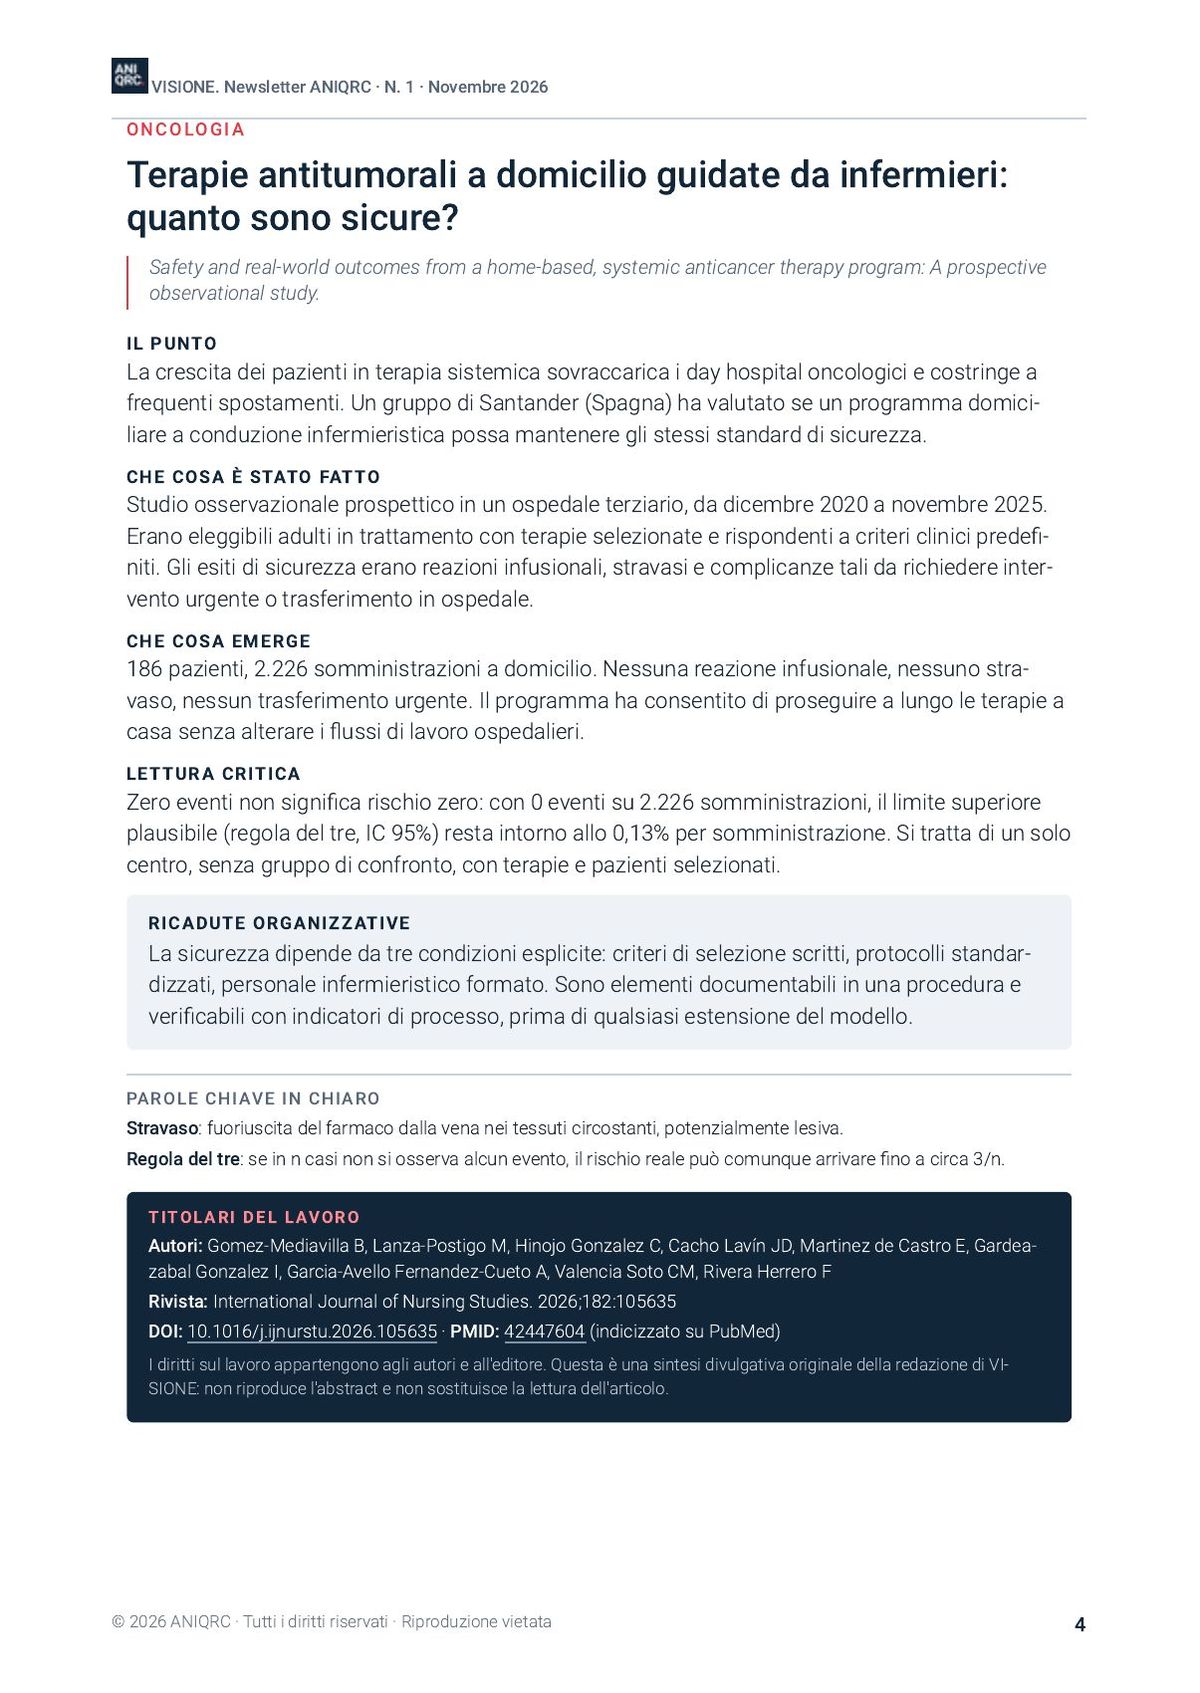 ANI
QRC
VISIONE. Newsletter ANIQRC · N. 1 · Novembre 2026
ONCOLOGIA
Terapie antitumorali a domicilio guidate da infermieri:
quanto sono sicure?
Safety and real-world outcomes from a home-based, systemic anticancer therapy program: A prospective
observational study.
IL PUNTO
La crescita dei pazienti in terapia sistemica sovraccarica i day hospital oncologici e costringe a
frequenti spostamenti. Un gruppo di Santander (Spagna) ha valutato se un programma domici-
liare a conduzione infermieristica possa mantenere gli stessi standard di sicurezza.
CHE COSA È STATO FATTO
Studio osservazionale prospettico in un ospedale terziario, da dicembre 2020 a novembre 2025.
Erano eleggibili adulti in trattamento con terapie selezionate e rispondenti a criteri clinici predefi-
niti. Gli esiti di sicurezza erano reazioni infusionali, stravasi e complicanze tali da richiedere inter-
vento urgente o trasferimento in ospedale.
CHE COSA EMERGE
186 pazienti, 2.226 somministrazioni a domicilio. Nessuna reazione infusionale, nessuno stra-
vaso, nessun trasferimento urgente. Il programma ha consentito di proseguire a lungo le terapie a
casa senza alterare i flussi di lavoro ospedalieri.
LETTURA CRITICA
Zero eventi non significa rischio zero: con 0 eventi su 2.226 somministrazioni, il limite superiore
plausibile (regola del tre, IC 95%) resta intorno allo 0,13% per somministrazione. Si tratta di un solo
centro, senza gruppo di confronto, con terapie e pazienti selezionati.
RICADUTE ORGANIZZATIVE
La sicurezza dipende da tre condizioni esplicite: criteri di selezione scritti, protocolli standar-
dizzati, personale infermieristico formato. Sono elementi documentabili in una procedura e
verificabili con indicatori di processo, prima di qualsiasi estensione del modello.
PAROLE CHIAVE IN CHIARO
Stravaso: fuoriuscita del farmaco dalla vena nei tessuti circostanti, potenzialmente lesiva.
Regola del tre: se in n casi non si osserva alcun evento, il rischio reale può comunque arrivare fino a circa 3/n.
TITOLARI DEL LAVORO
Autori: Gomez-Mediavilla B, Lanza-Postigo M, Hinojo Gonzalez C, Cacho Lavín JD, Martinez de Castro E, Gardea-
zabal Gonzalez I, Garcia-Avello Fernandez-Cueto A, Valencia Soto CM, Rivera Herrero F
Rivista: International Journal of Nursing Studies. 2026;182:105635
DOI: 10.1016/j.ijnurstu.2026.105635 · PMID: 42447604 (indicizzato su PubMed)
I diritti sul lavoro appartengono agli autori e all'editore. Questa è una sintesi divulgativa originale della redazione di VI-
SIONE: non riproduce l'abstract e non sostituisce la lettura dell'articolo.
© 2026 ANIQRC · Tutti i diritti riservati · Riproduzione vietata
4